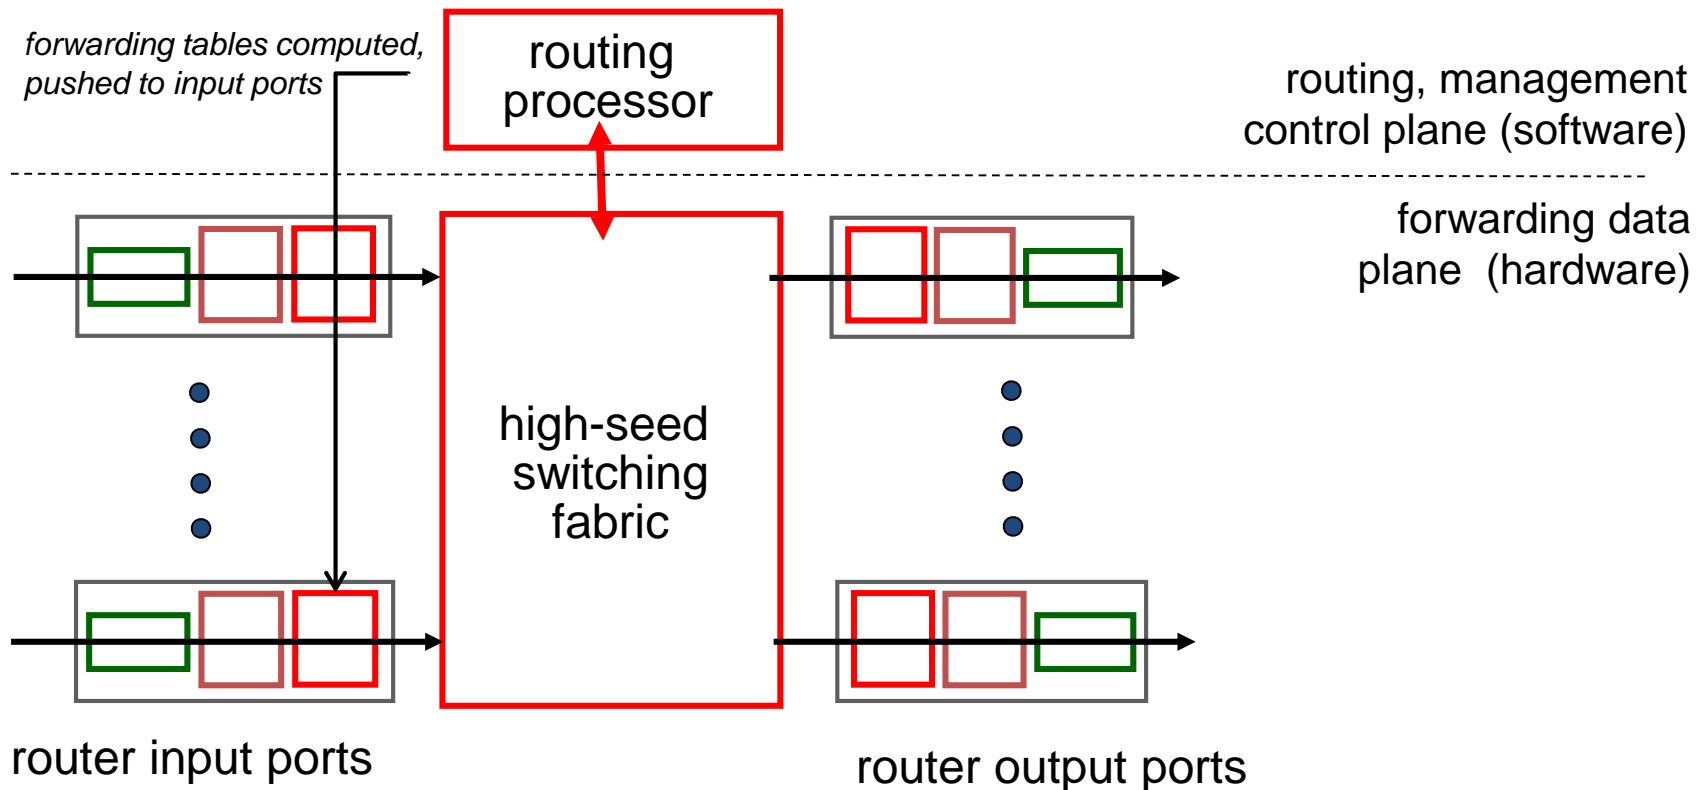 forwarding tables computed,
pushed to input ports
routing
processor
routing, management
control plane (software)
forwarding data
plane (hardware)
high-seed
switching
fabric
router input ports
router output ports